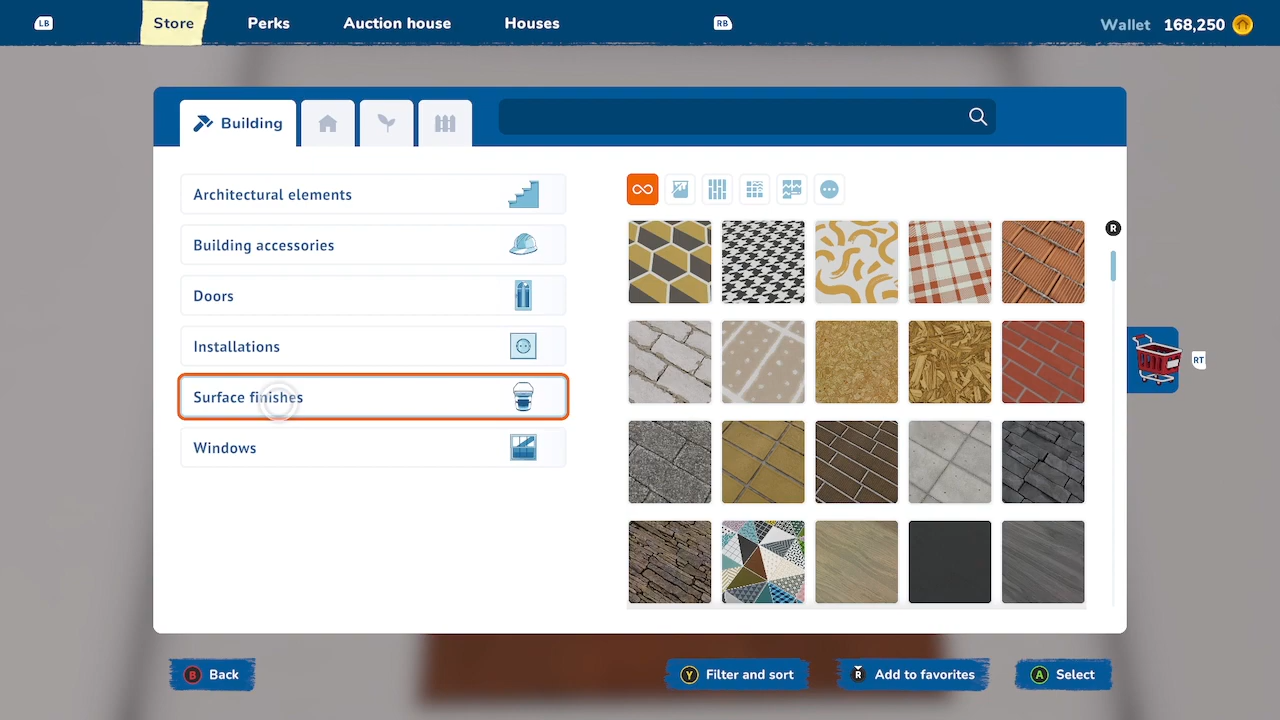 LB
Store
Perks
Auction house
Houses
RB
Wallet 168,250
Building
Architectural elements
Building accessories
Doors
Installations
Surface finishes
Windows
R
RT
B Back
Y Filter and sort
R Add to favorites
A Select